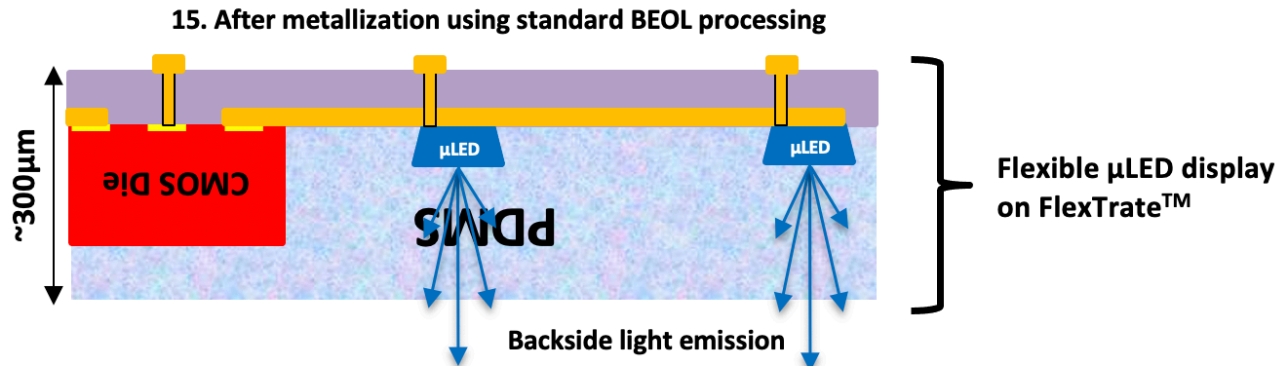 15. After metallization using standard BEOL processing
~300µm
CMOS Die
µLED
µLED
PDMS
Flexible µLED display
on FlexTrate™
Backside light emission